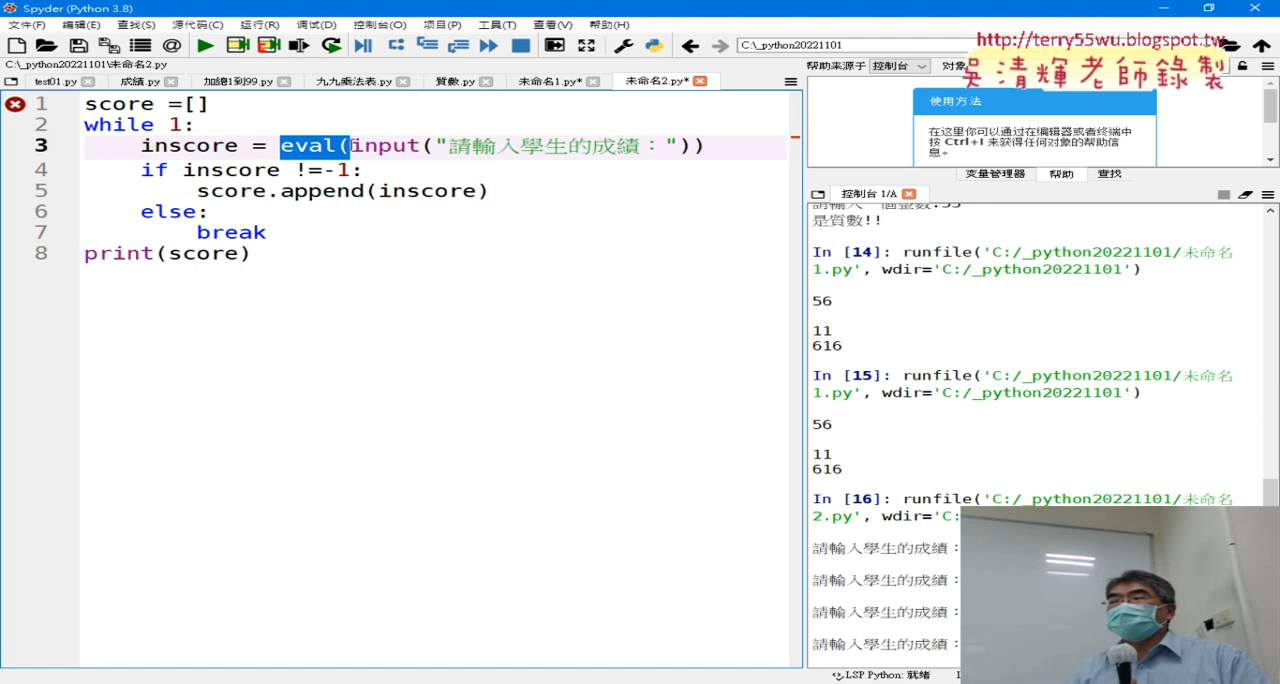 Spyder (Python 3.8)
文件(F) 编辑(E) 查找(S) 源代码(C) 运行(R) 调试(D) 控制台(O) 项目(P) 工具(T) 查看(V) 帮助(H)
C:\_python20221101
http://terry55wu.blogspot.tw
吳清輝老師錄製
C:\_python20221101\未命名2.py
test01.py 成績.py 加總1到99.py 九九乘法表.py 質數.py 未命名1.py* 未命名2.py*
帮助来源于 控制台 对象
1 score =[]
2 while 1:
3 inscore = eval(input("請輸入學生的成績："))
4 if inscore !=-1:
5 score.append(inscore)
6 else:
7 break
8 print(score)
使用方法
在这里你可以通过在编辑器或者终端中
按 Ctrl+I 来获得任何对象的帮助信
息。
变量管理器 帮助 查找
控制台 1/A
是質數!!
In [14]: runfile('C:/_python20221101/未命名
1.py', wdir='C:/_python20221101')
56
11
616
In [15]: runfile('C:/_python20221101/未命名
1.py', wdir='C:/_python20221101')
56
11
616
In [16]: runfile('C:/_python20221101/未命名
2.py', wdir='C:
請輸入學生的成績：
請輸入學生的成績：
請輸入學生的成績：
請輸入學生的成績：
LSP Python: 就绪